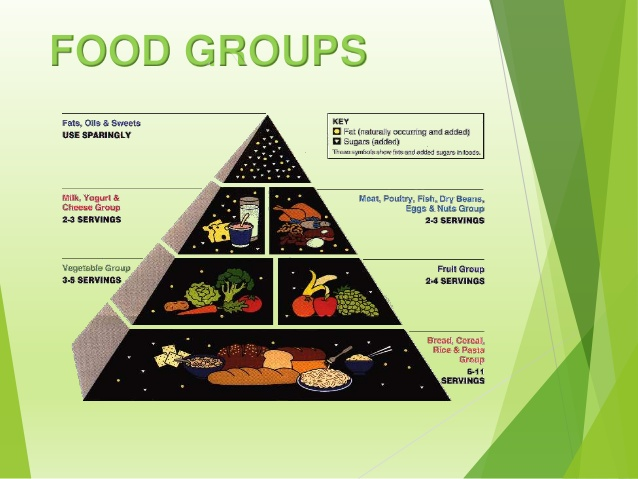 FOOD GROUPS
Fats, Oils & Sweets
USE SPARINGLY
KEY
Fat (naturally occurring and added)
Sugars (added)
These symbols show fats and added sugars in foods.
Milk, Yogurt &
Cheese Group
2-3 SERVINGS
Meat, Poultry, Fish, Dry Beans,
Eggs & Nuts Group
2-3 SERVINGS
Vegetable Group
3-5 SERVINGS
Fruit Group
2-4 SERVINGS
Bread, Cereal,
Rice & Pasta
Group
6-11
SERVINGS